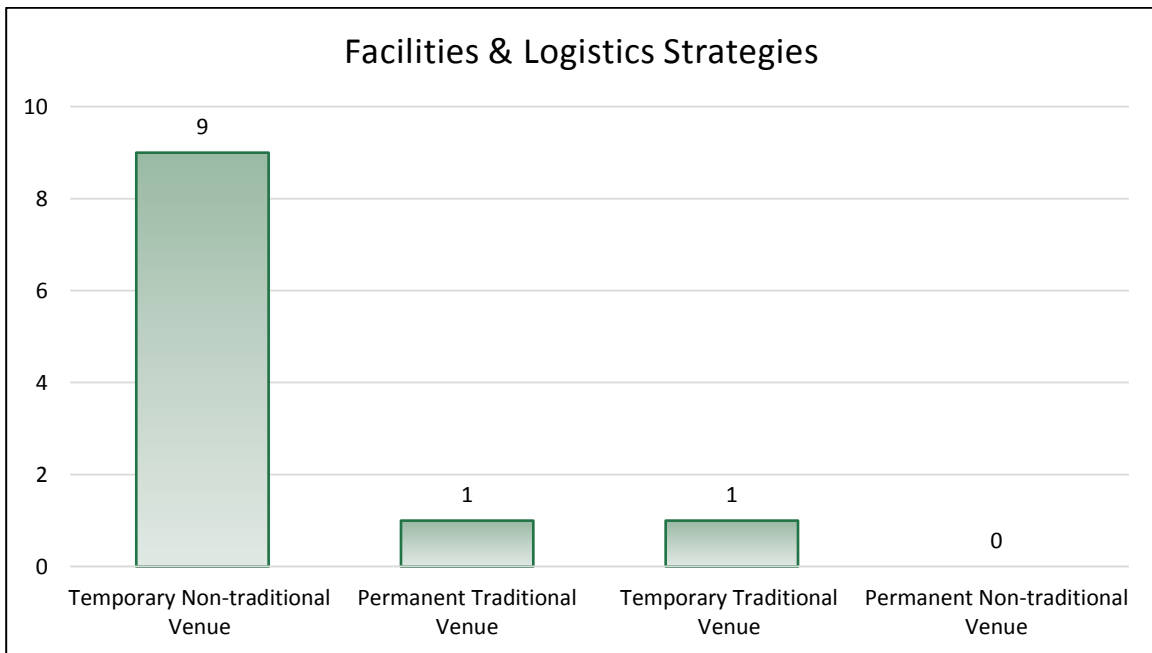 Facilities & Logistics Strategies
10
8
6
4
2
0
9
1
1
0
Temporary Non-traditional
Venue
Permanent Traditional
Venue
Temporary Traditional
Venue
Permanent Non-traditional
Venue